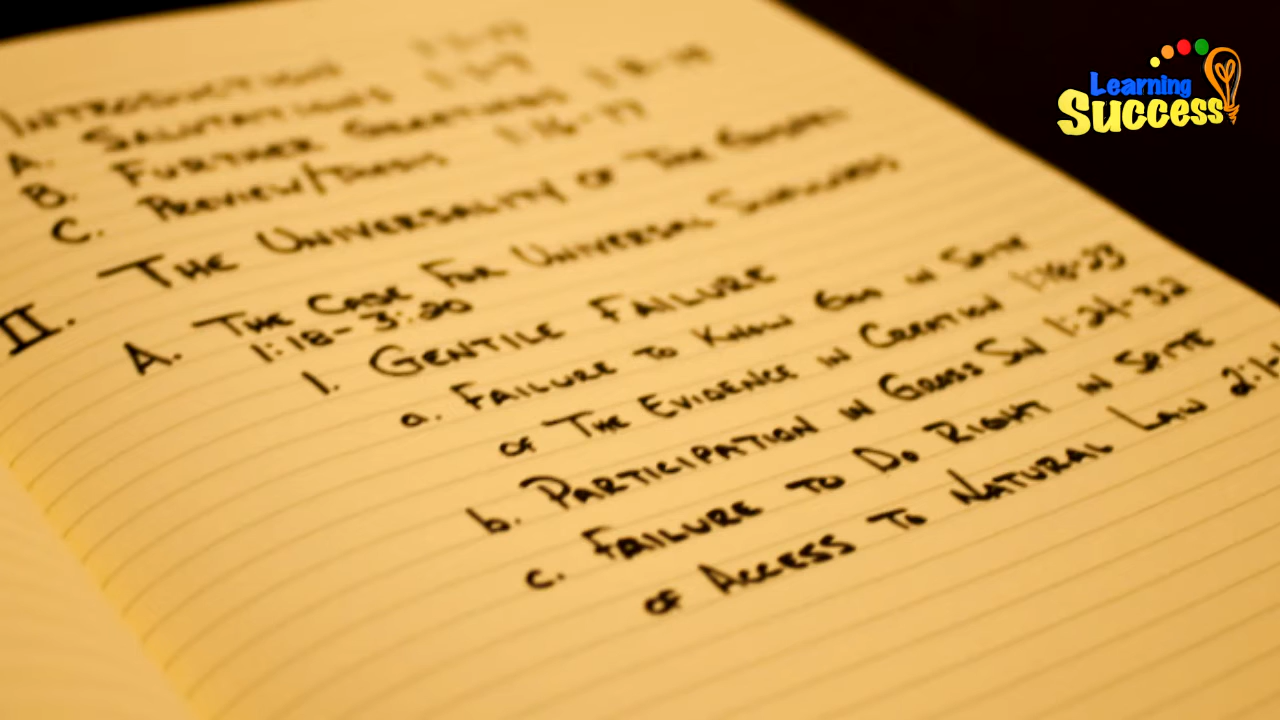 INTRODUCTION
A. SALUTATIONS 1:1-7
B. FURTHER GREETINGS 1:8-15
C. PREVIEW/THESIS 1:16-17
II. THE UNIVERSALITY OF THE GOSPEL
A. THE CASE FOR UNIVERSAL SINFULNESS
1:18-3:20
1. GENTILE FAILURE
a. FAILURE TO KNOW GOD IN SPITE
OF THE EVIDENCE IN CREATION 1:18-23
b. PARTICIPATION IN GROSS SIN 1:24-32
c. FAILURE TO DO RIGHT IN SPITE
OF ACCESS TO NATURAL LAW
Learning
Success